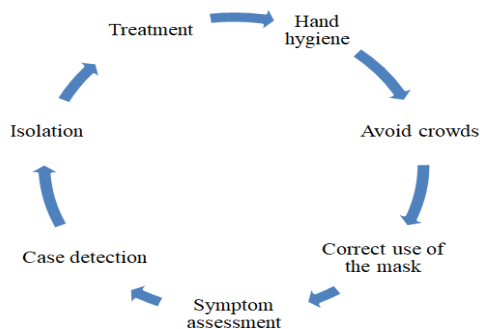 Treatment
Hand
hygiene
Avoid crowds
Correct use of
the mask
Symptom
assessment
Case detection
Isolation